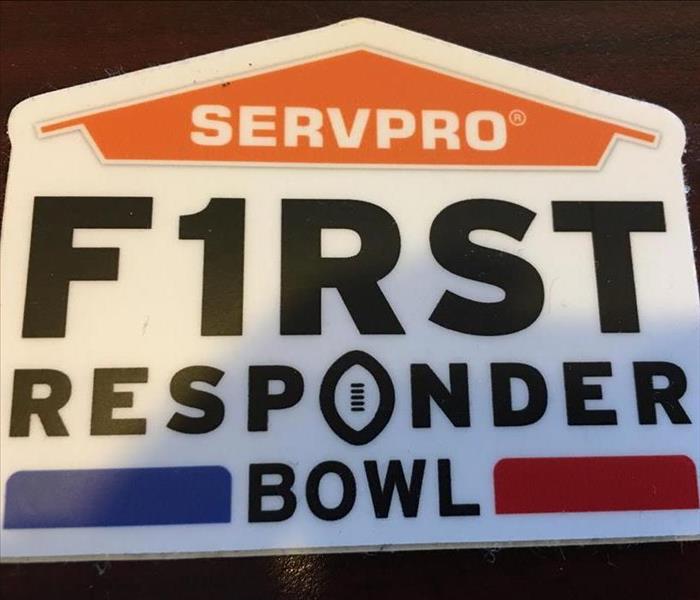 SERVPRO®
F1RST
RESPONDER
BOWL